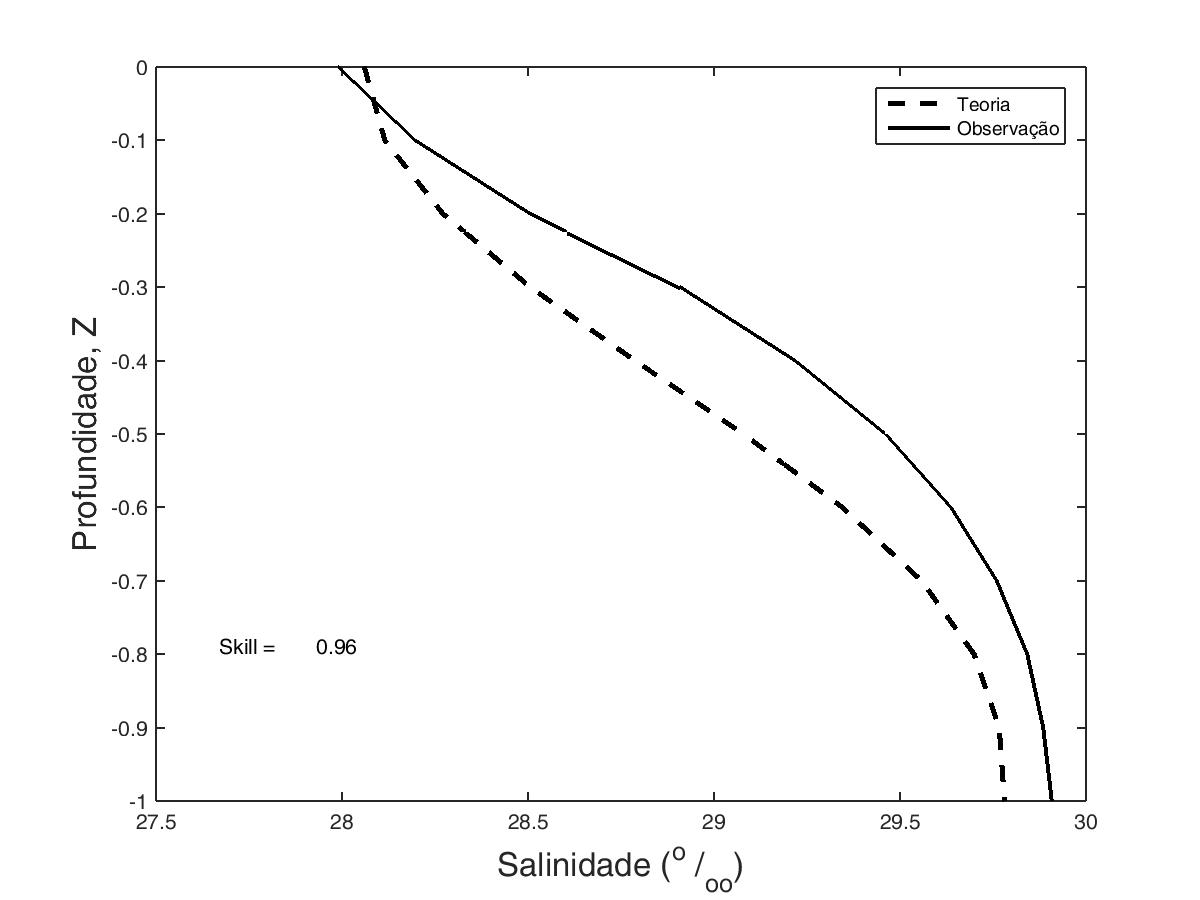 0
-0.1
-0.2
-0.3
-0.4
-0.5
-0.6
-0.7
-0.8
-0.9
-1
Profundidade, Z
Teoria
Observação
Skill = 0.96
27.5 28 28.5 29 29.5 30
Salinidade (o /oo)